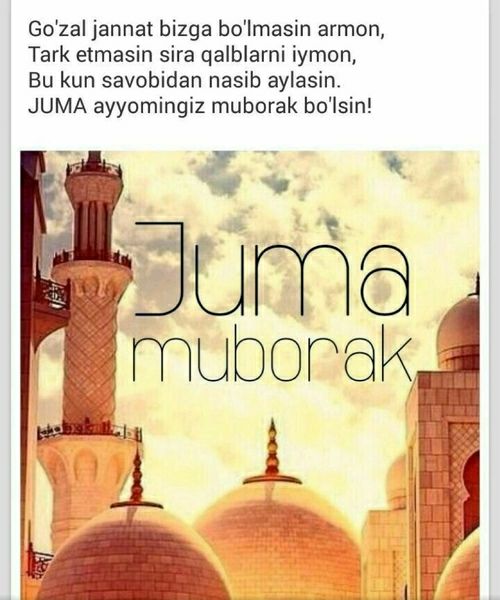 Go'zal jannat bizga bo'lmasin armon,
Tark etmasin sira qalblarni iymon,
Bu kun savobidan nasib aylasin.
JUMA ayyomingiz muborak bo'lsin!
Juma
muborak